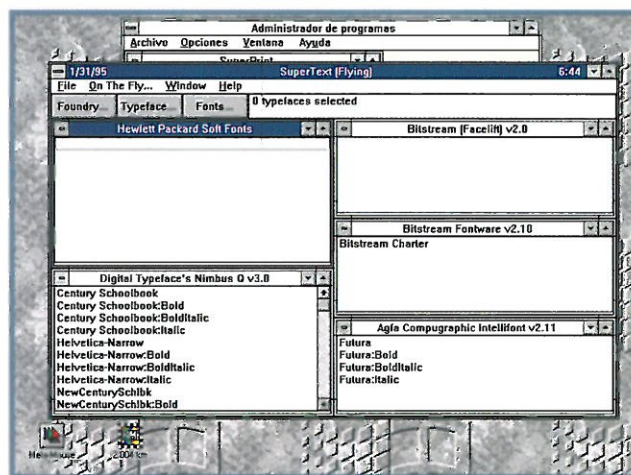 Administrador de programas
Archivo Opciones Ventana Ayuda
SuperPrint
1/31/95 SuperText (Flying) 6:44
File On The Fly... Window Help
Foundry... Typeface... Fonts... 0 typefaces selected
Hewlett Packard Soft Fonts
Bitstream (Facelift) v2.0
Bitstream Fontware v2.10
Bitstream Charter
Digital Typeface's Nimbus Q v3.0
Century Schoolbook
Century Schoolbook:Bold
Century Schoolbook:BoldItalic
Century Schoolbook:Italic
Helvetica-Narrow
Helvetica-Narrow:Bold
Helvetica-Narrow:BoldItalic
Helvetica-Narrow:Italic
NewCenturySchlbk
NewCenturySchlbk:Bold
Agfa Compugraphic Intellifont v2.11
Futura
Futura:Bold
Futura:BoldItalic
Futura:Italic